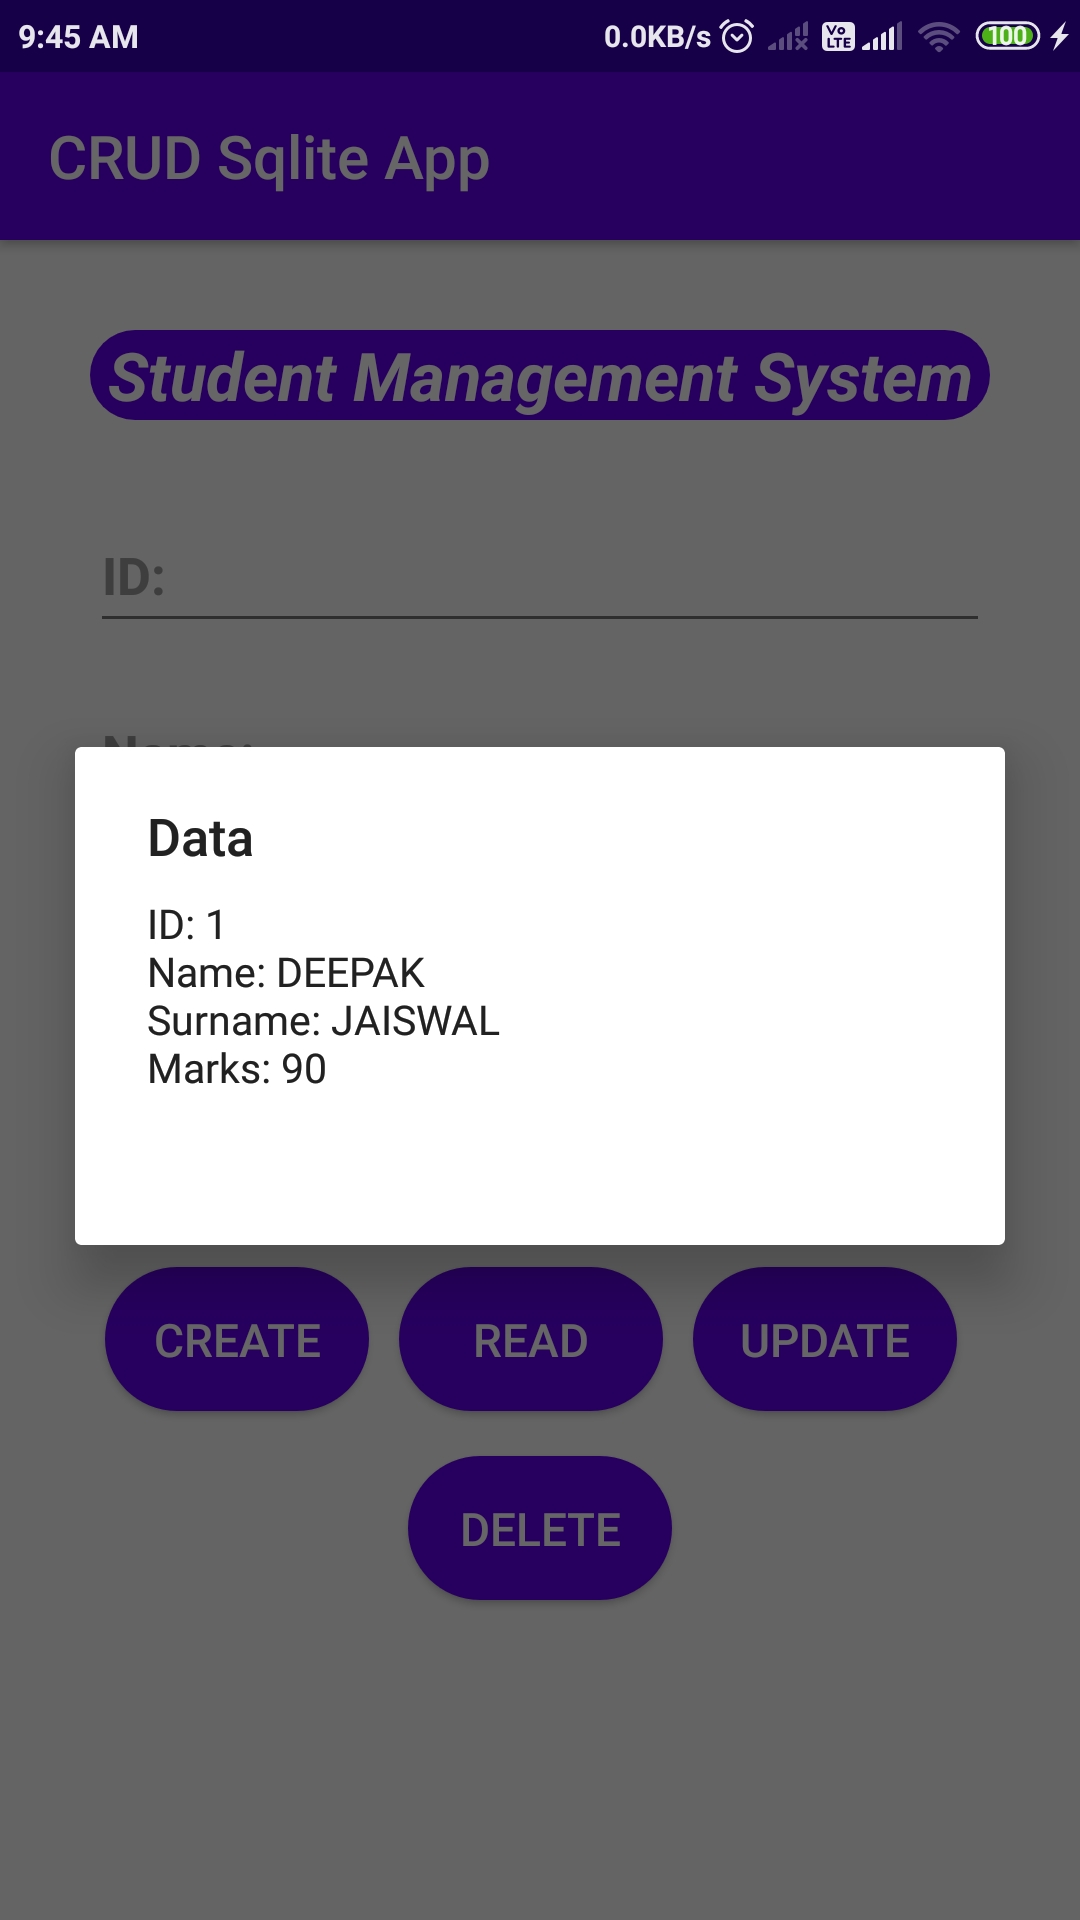 9:45 AM 0.0KB/s Vo LTE 100
CRUD Sqlite App
Student Management System
ID:
Name:
Data
ID: 1
Name: DEEPAK
Surname: JAISWAL
Marks: 90
CREATE READ UPDATE
DELETE